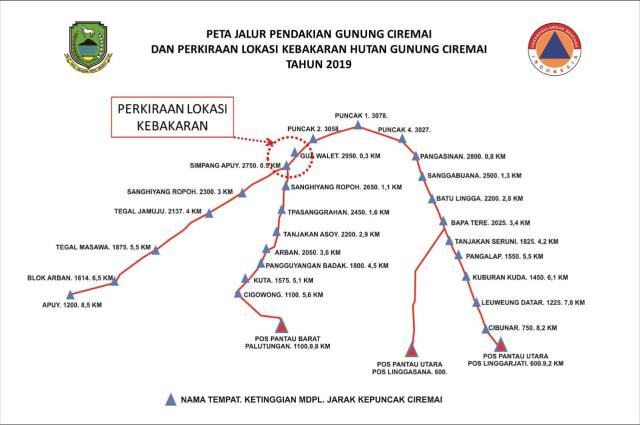 PETA JALUR PENDAKIAN GUNUNG CIREMAI
DAN PERKIRAAN LOKASI KEBAKARAN HUTAN GUNUNG CIREMAI
TAHUN 2019
INDONESIA
PERKIRAAN LOKASI
KEBAKARAN
PUNCAK 1. 3078.
PUNCAK 2. 3058.
PUNCAK 4. 3027.
GUA WALET. 2950. 0,3 KM
SIMPANG APUY. 2750. 0.5 KM
SANGHIYANG ROPOH. 2300. 3 KM
TEGAL JAMUJU. 2137. 4 KM
TEGAL MASAWA. 1875. 5,5 KM
BLOK ARBAN. 1614. 6,5 KM
APUY. 1200. 8,5 KM
SANGHIYANG ROPOH. 2650. 1,1 KM
TPASANGGRAHAN. 2450. 1,6 KM
TANJAKAN ASOY. 2200. 2,9 KM
ARBAN. 2050. 3,6 KM
PANGGUYANGAN BADAK. 1800. 4,5 KM
KUTA. 1575. 5,1 KM
CIGOWONG. 1100. 5,6 KM
POS PANTAU BARAT
PALUTUNGAN. 1100.9,8 KM
PANGASINAN. 2800. 0,8 KM
SANGGABUANA. 2500. 1,3 KM
BATU LINGGA. 2200. 2,8 KM
BAPA TERE. 2025. 3,4 KM
TANJAKAN SERUNI. 1825. 4,2 KM
PANGALAP. 1550. 5,5 KM
KUBURAN KUDA. 1450. 6,1 KM
LEUWEUNG DATAR. 1225. 7,8 KM
CIBUNAR. 750. 8,2 KM
POS PANTAU UTARA
POS LINGGASANA. 600.
POS PANTAU UTARA
POS LINGGARJATI. 600.9,2 KM
NAMA TEMPAT. KETINGGIAN MDPL. JARAK KEPUNCAK CIREMAI